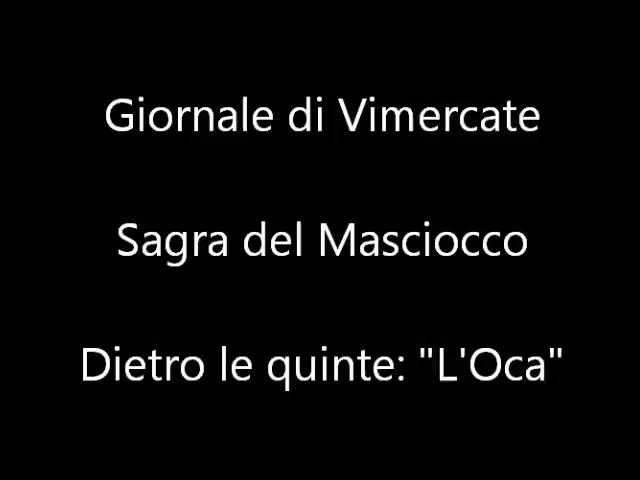 Giornale di Vimercate
Sagra del Masciocco
Dietro le quinte: "L'Oca"